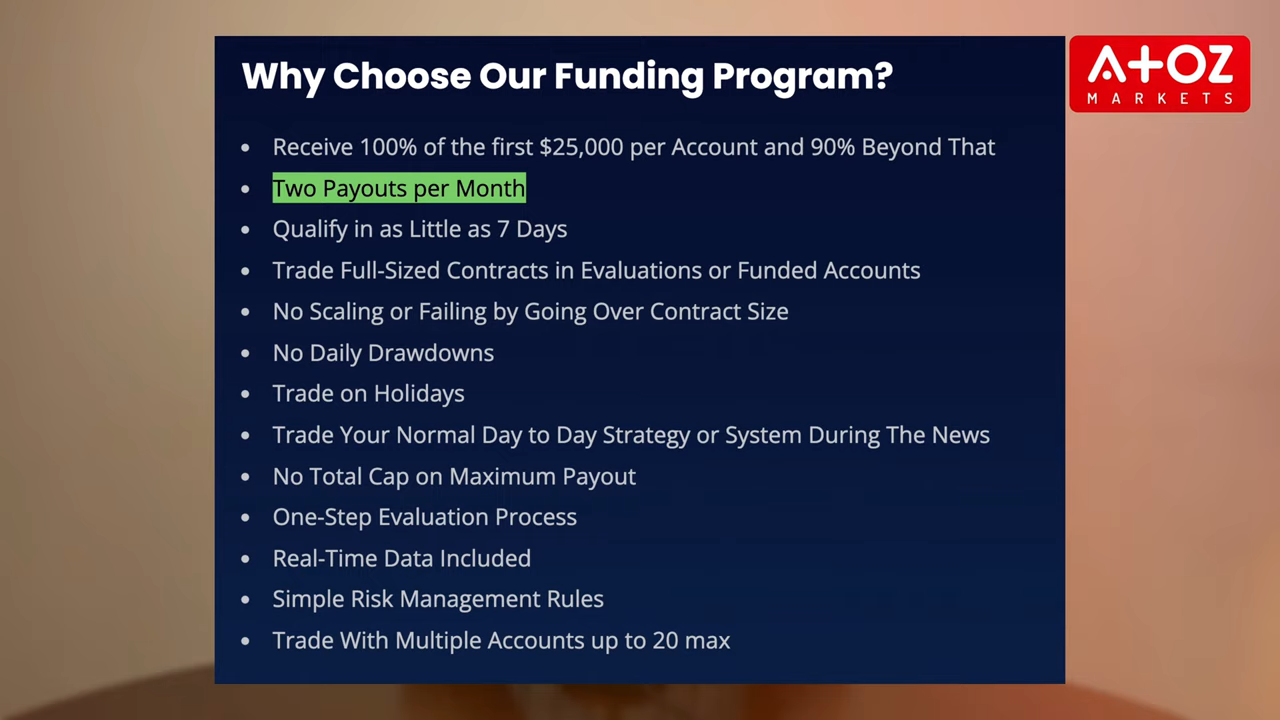 Why Choose Our Funding Program?
A+OZ
MARKETS
Receive 100% of the first $25,000 per Account and 90% Beyond That
Two Payouts per Month
Qualify in as Little as 7 Days
Trade Full-Sized Contracts in Evaluations or Funded Accounts
No Scaling or Failing by Going Over Contract Size
No Daily Drawdowns
Trade on Holidays
Trade Your Normal Day to Day Strategy or System During The News
No Total Cap on Maximum Payout
One-Step Evaluation Process
Real-Time Data Included
Simple Risk Management Rules
Trade With Multiple Accounts up to 20 max